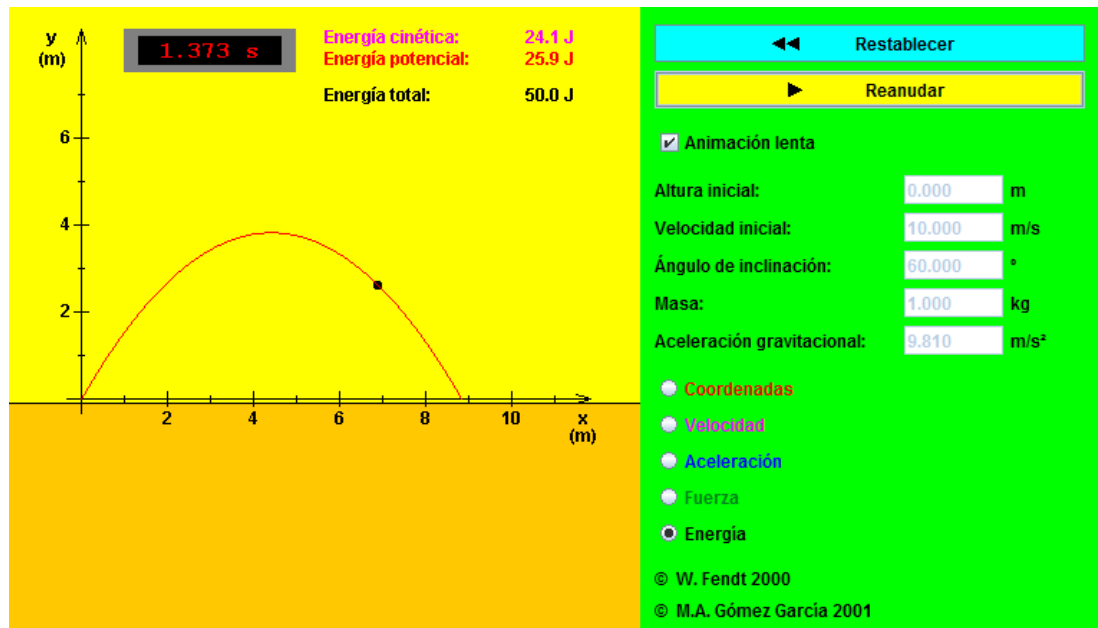 y
(m)
1.373 s
Energía cinética: 24.1 J
Energía potencial: 25.9 J
Energía total: 50.0 J
6
4
2
2 4 6 8 10 x
(m)
Restablecer
Reanudar
Animación lenta
Altura inicial: 0.000 m
Velocidad inicial: 10.000 m/s
Ángulo de inclinación: 60.000 º
Masa: 1.000 kg
Aceleración gravitacional: 9.810 m/s²
Coordenadas
Velocidad
Aceleración
Fuerza
Energía
© W. Fendt 2000
© M.A. Gómez García 2001